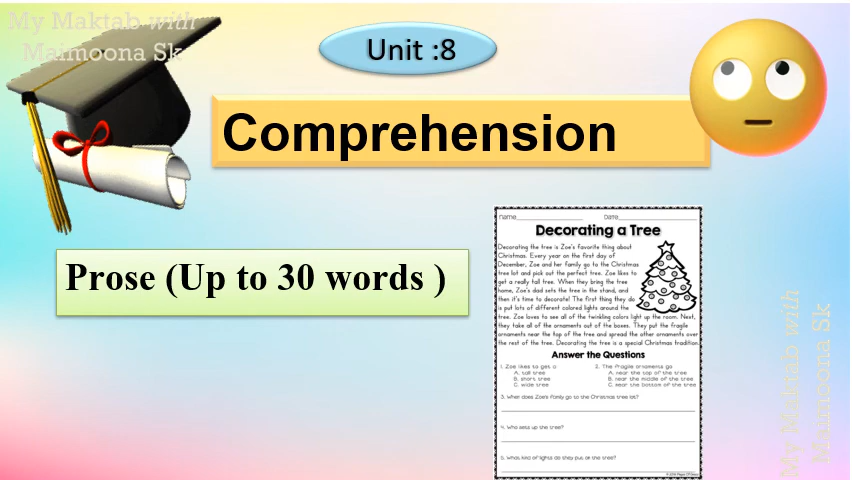 My Maktab with
Maimoona Sk
Unit :8
Comprehension
Prose (Up to 30 words )
Name
Date
Decorating a Tree
Decorating the tree is Zoe's favorite thing about
Christmas. Every year on the first day of
December, Zoe and her family go to the Christmas
tree lot and pick out the perfect tree. Zoe likes to
get a really tall tree. When they bring the tree
home, Zoe's dad sets the tree in the stand, and
then it's time to decorate! The first thing they do
is put lots of different colored lights around the
tree. Zoe loves to see all of the twinkling colors light up the room. Next,
they take all of the ornaments out of the boxes. They put the fragile
ornaments near the top of the tree and spread the other ornaments over
the rest of the tree. Decorating the tree is a special Christmas tradition.
Answer the Questions
1. Zoe likes to get a
A. tall tree
B. short tree
C. wide tree
2. The fragile ornaments go
A. near the top of the tree
B. near the middle of the tree
C. near the bottom of the tree
3. When does Zoe's family go to the Christmas tree lot?
4. Who sets up the tree?
5. What kind of lights do they put on the tree?
My Maktab with
Maimoona Sk